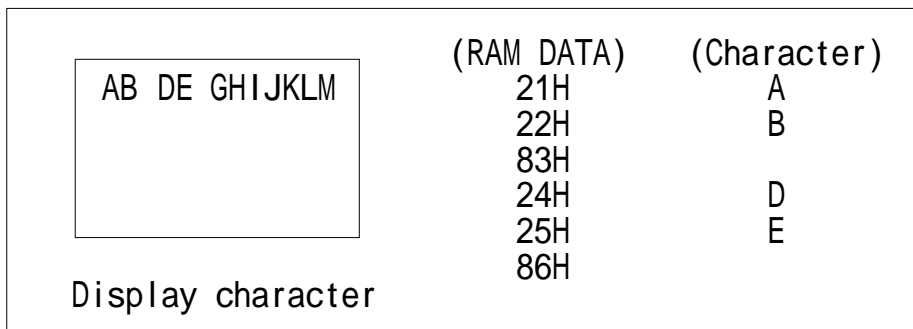 AB DE GHIJKLM
Display character
(RAM DATA) (Character)
21H A
22H B
83H
24H D
25H E
86H